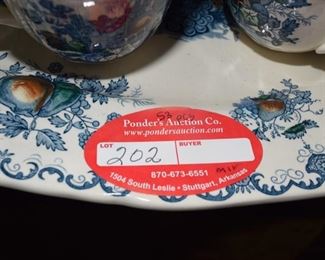 Ponder's Auction Co.
www.pondersauction.com
LOT 202 BUYER
870-673-6551
1504 South Leslie • Stuttgart, Arkansas